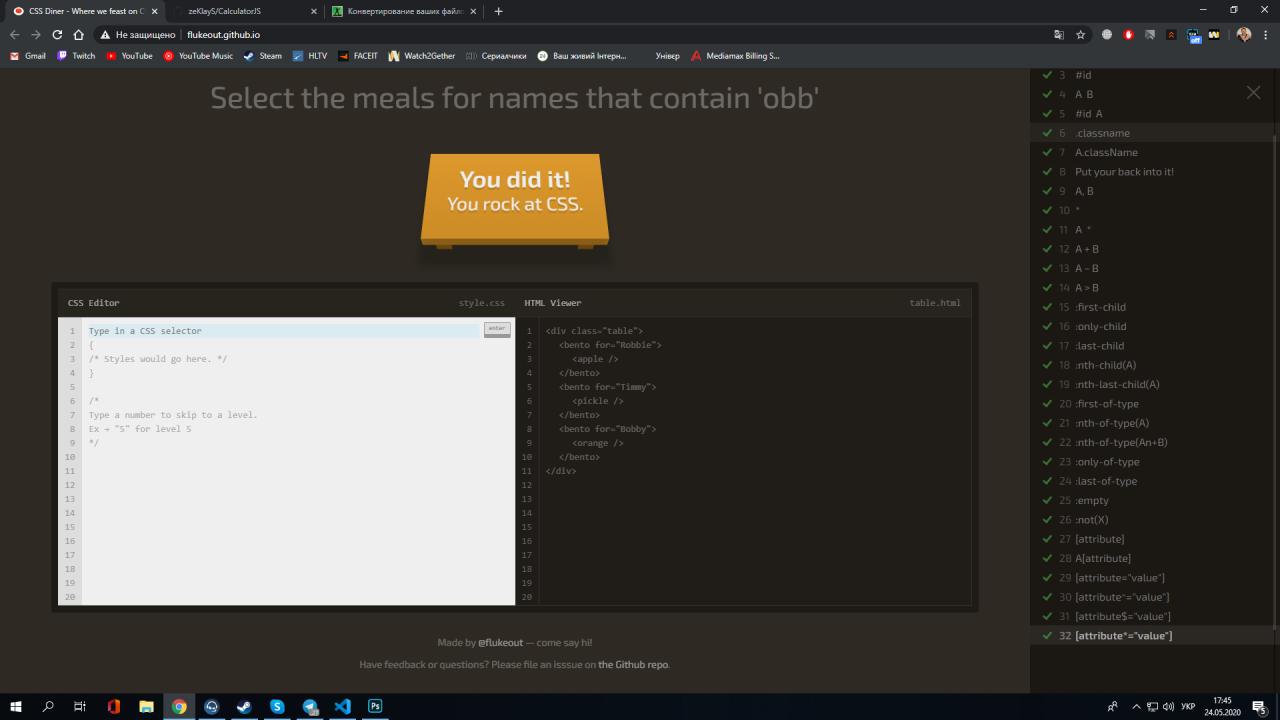 CSS Diner - Where we feast on C
zeKlayS/CalculatorJS
Конвертирование ваших файло
Не защищено | flukeout.github.io
Gmail Twitch YouTube YouTube Music Steam HLTV FACEIT Watch2Gether Сериалчики Ваш живий Інтерн... Універ Mediamax Billing S...
Select the meals for names that contain 'obb'
You did it!
You rock at CSS.
CSS Editor style.css
1 Type in a CSS selector enter
2 {
3 /* Styles would go here. */
4 }
5
6 /*
7 Type a number to skip to a level.
8 Ex → "5" for level 5
9 */
10
11
12
13
14
15
16
17
18
19
20
HTML Viewer table.html
1 <div class="table">
2 <bento for="Robbie">
3 <apple />
4 </bento>
5 <bento for="Timmy">
6 <pickle />
7 </bento>
8 <bento for="Bobby">
9 <orange />
10 </bento>
11 </div>
12
13
14
15
16
17
18
19
20
Made by @flukeout — come say hi!
Have feedback or questions? Please file an isssue on the Github repo.
3 #id
4 A B
5 #id A
6 .classname
7 A.className
8 Put your back into it!
9 A, B
10 *
11 A *
12 A + B
13 A ~ B
14 A > B
15 :first-child
16 :only-child
17 :last-child
18 :nth-child(A)
19 :nth-last-child(A)
20 :first-of-type
21 :nth-of-type(A)
22 :nth-of-type(An+B)
23 :only-of-type
24 :last-of-type
25 :empty
26 :not(X)
27 [attribute]
28 A[attribute]
29 [attribute="value"]
30 [attribute^="value"]
31 [attribute$="value"]
32 [attribute*="value"]
УКР
17:45
24.05.2020